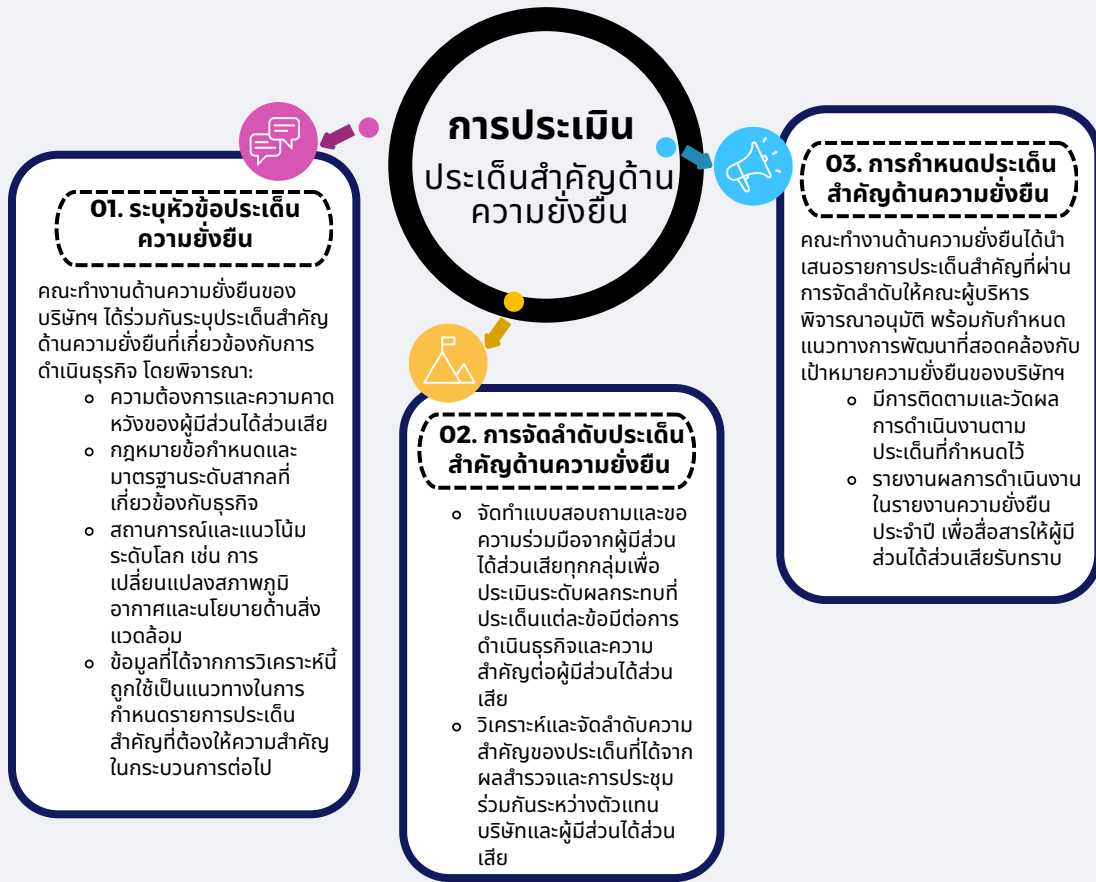 การประเมิน
ประเด็นสำคัญด้าน
ความยั่งยืน
01. ระบุหัวข้อประเด็น
ความยั่งยืน
คณะทำงานด้านความยั่งยืนของ
บริษัทฯ ได้ร่วมกันระบุประเด็นสำคัญ
ด้านความยั่งยืนที่เกี่ยวข้องกับการ
ดำเนินธุรกิจ โดยพิจารณา:
ความต้องการและความคาด
หวังของผู้มีส่วนได้ส่วนเสีย
กฎหมายข้อกำหนดและ
มาตรฐานระดับสากลที่
เกี่ยวข้องกับธุรกิจ
สถานการณ์และแนวโน้ม
ระดับโลก เช่น การ
เปลี่ยนแปลงสภาพภูมิ
อากาศและนโยบายด้านสิ่ง
แวดล้อม
ข้อมูลที่ได้จากการวิเคราะห์นี้
ถูกใช้เป็นแนวทางในการ
กำหนดรายการประเด็น
สำคัญที่ต้องให้ความสำคัญ
ในกระบวนการต่อไป
02. การจัดลำดับประเด็น
สำคัญด้านความยั่งยืน
จัดทำแบบสอบถามและขอ
ความร่วมมือจากผู้มีส่วน
ได้ส่วนเสียทุกกลุ่มเพื่อ
ประเมินระดับผลกระทบที่
ประเด็นแต่ละข้อมีต่อการ
ดำเนินธุรกิจและความ
สำคัญต่อผู้มีส่วนได้ส่วน
เสีย
วิเคราะห์และจัดลำดับความ
สำคัญของประเด็นที่ได้จาก
ผลสำรวจและการประชุม
ร่วมกันระหว่างตัวแทน
บริษัทและผู้มีส่วนได้ส่วน
เสีย
03. การกำหนดประเด็น
สำคัญด้านความยั่งยืน
คณะทำงานด้านความยั่งยืนได้นำ
เสนอรายการประเด็นสำคัญที่ผ่าน
การจัดลำดับให้คณะผู้บริหาร
พิจารณาอนุมัติ พร้อมกับกำหนด
แนวทางการพัฒนาที่สอดคล้องกับ
เป้าหมายความยั่งยืนของบริษัทฯ
มีการติดตามและวัดผล
การดำเนินงานตาม
ประเด็นที่กำหนดไว้
รายงานผลการดำเนินงาน
ในรายงานความยั่งยืน
ประจำปี เพื่อสื่อสารให้ผู้มี
ส่วนได้ส่วนเสียรับทราบ